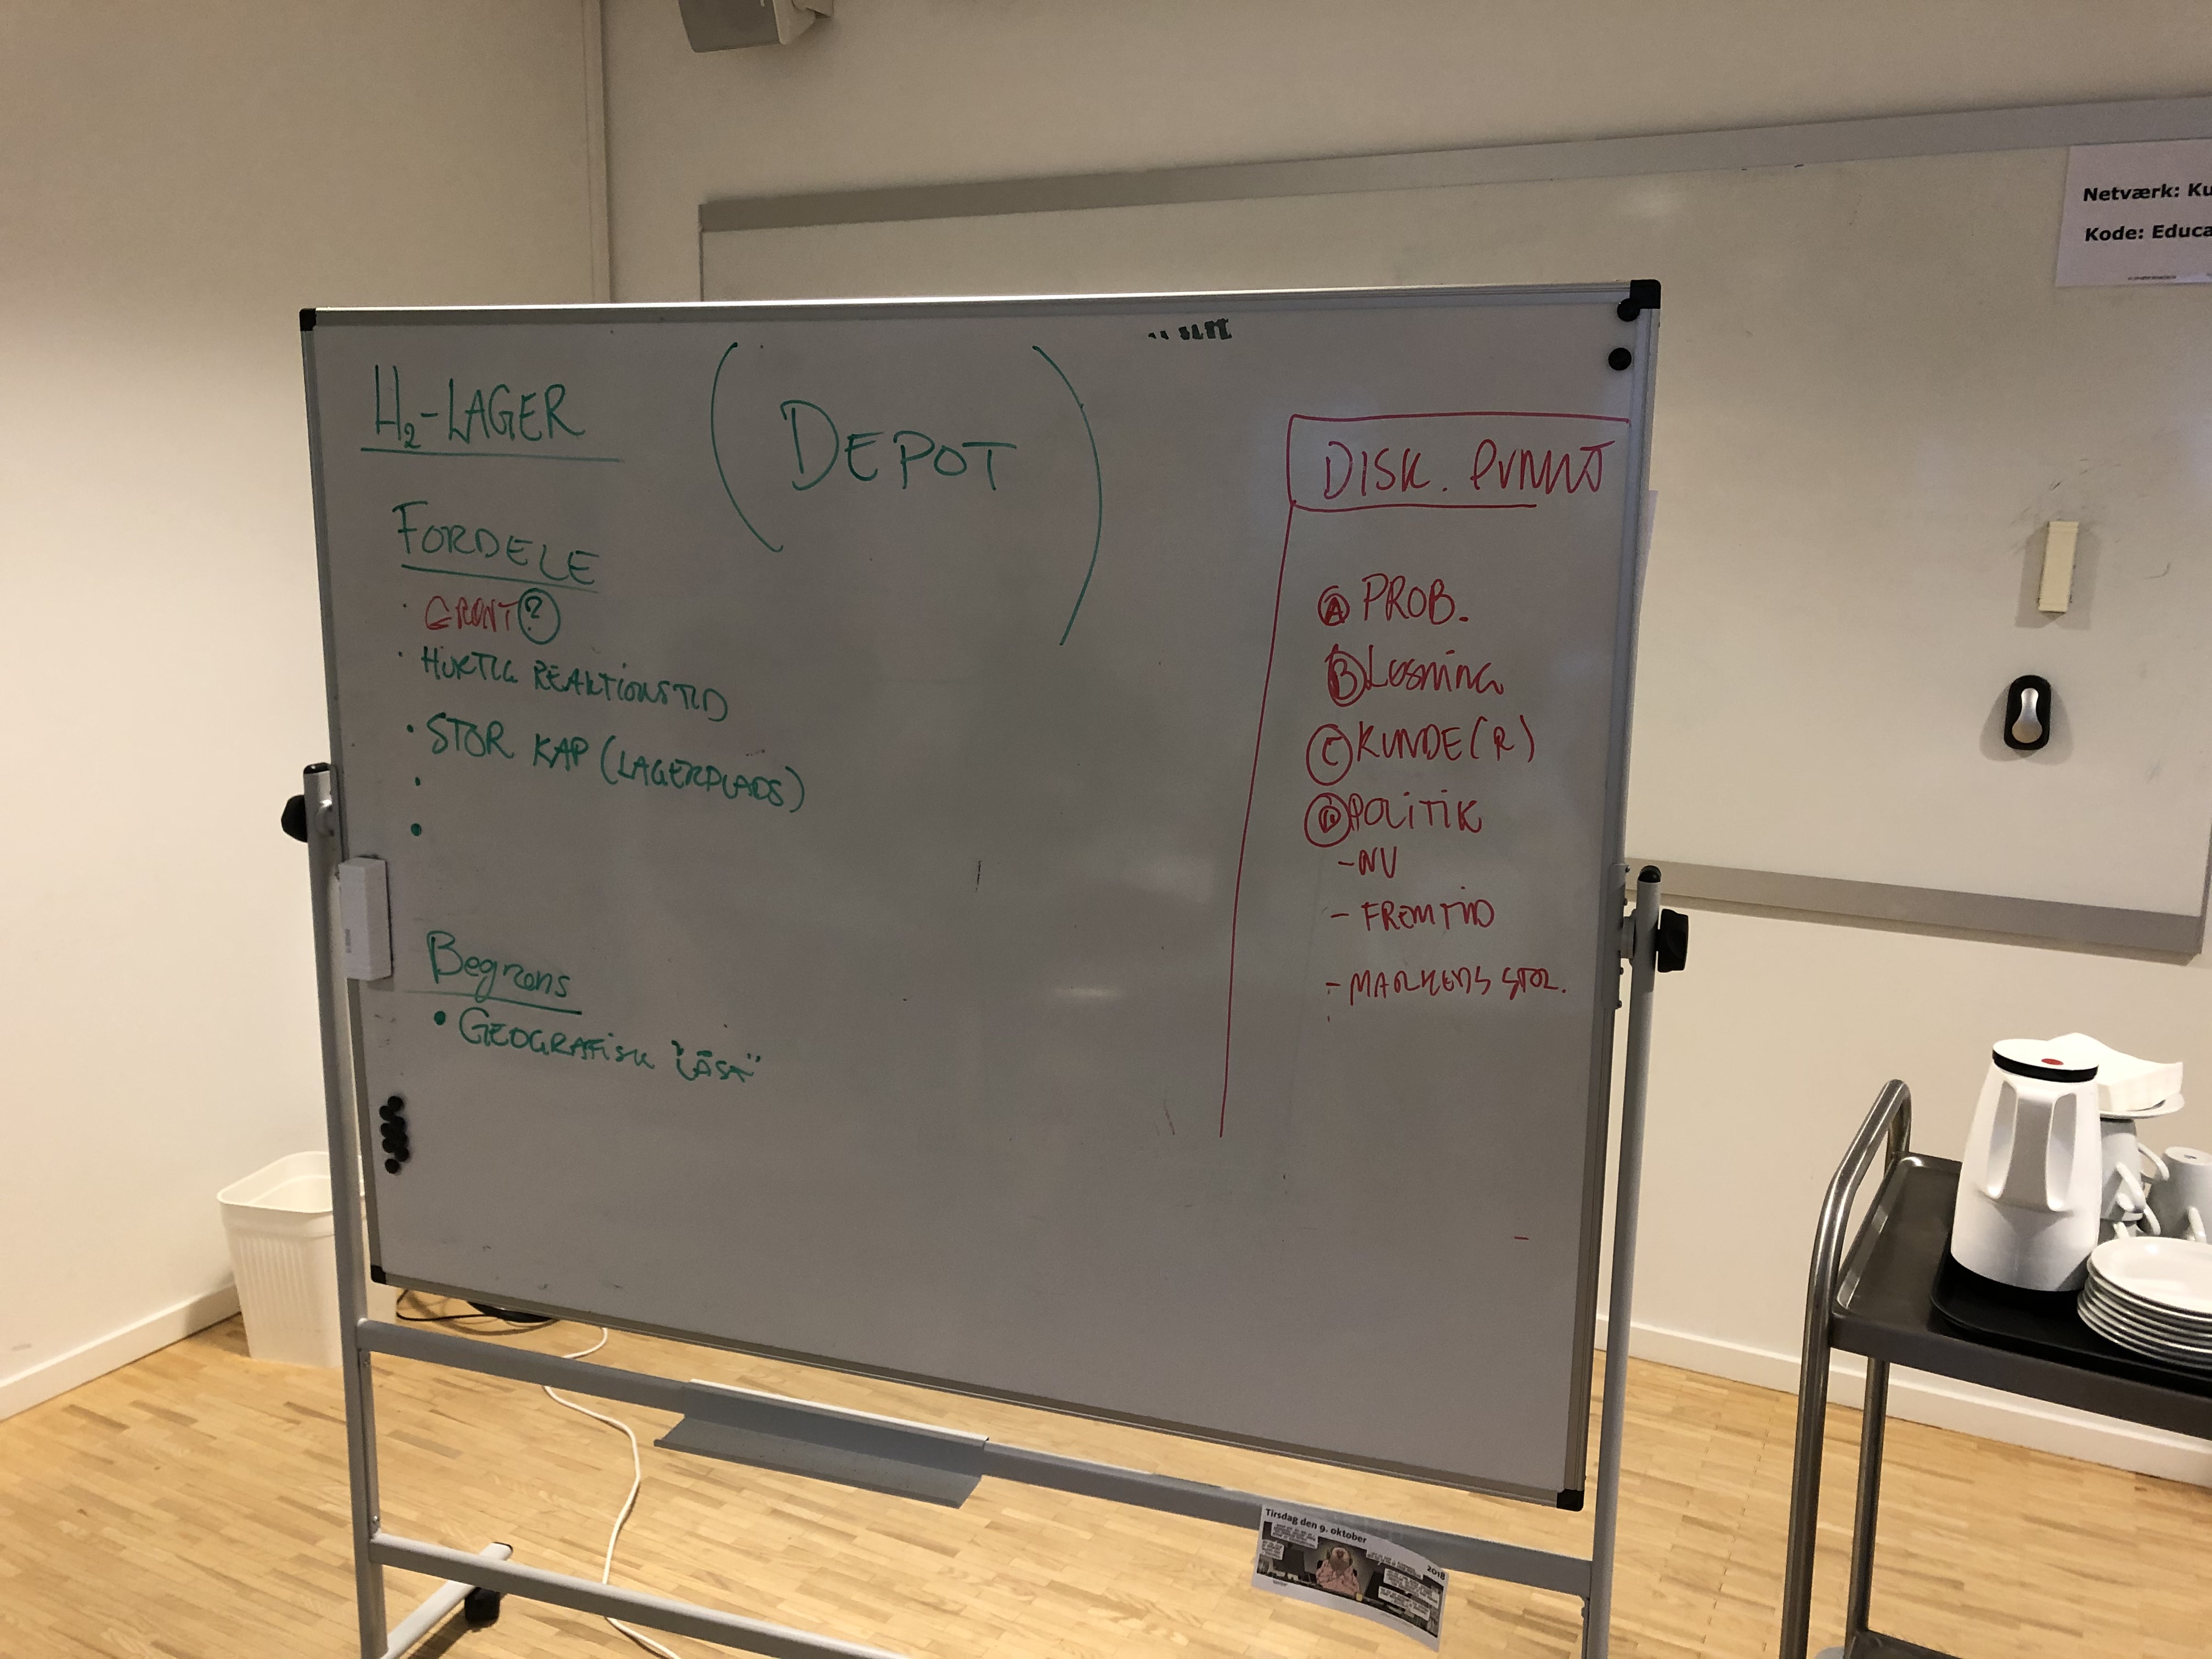 H₂-LAGER
(DEPOT)
FORDELE
· GRØNT ?
· HURTIG REAKTIONSTID
· STOR KAP (LAGERPLADS)
·
·
Begræns
· GEOGRAFISK "LÅST"
DISK. PUNKT
A PROB.
B Løsning
C KUNDE(R)
D POLITIK
- NU
- FREMTID
- MARKEDS STØR.
Netværk: Ku
Kode: Educa
Tirsdag den 9. oktober
2018